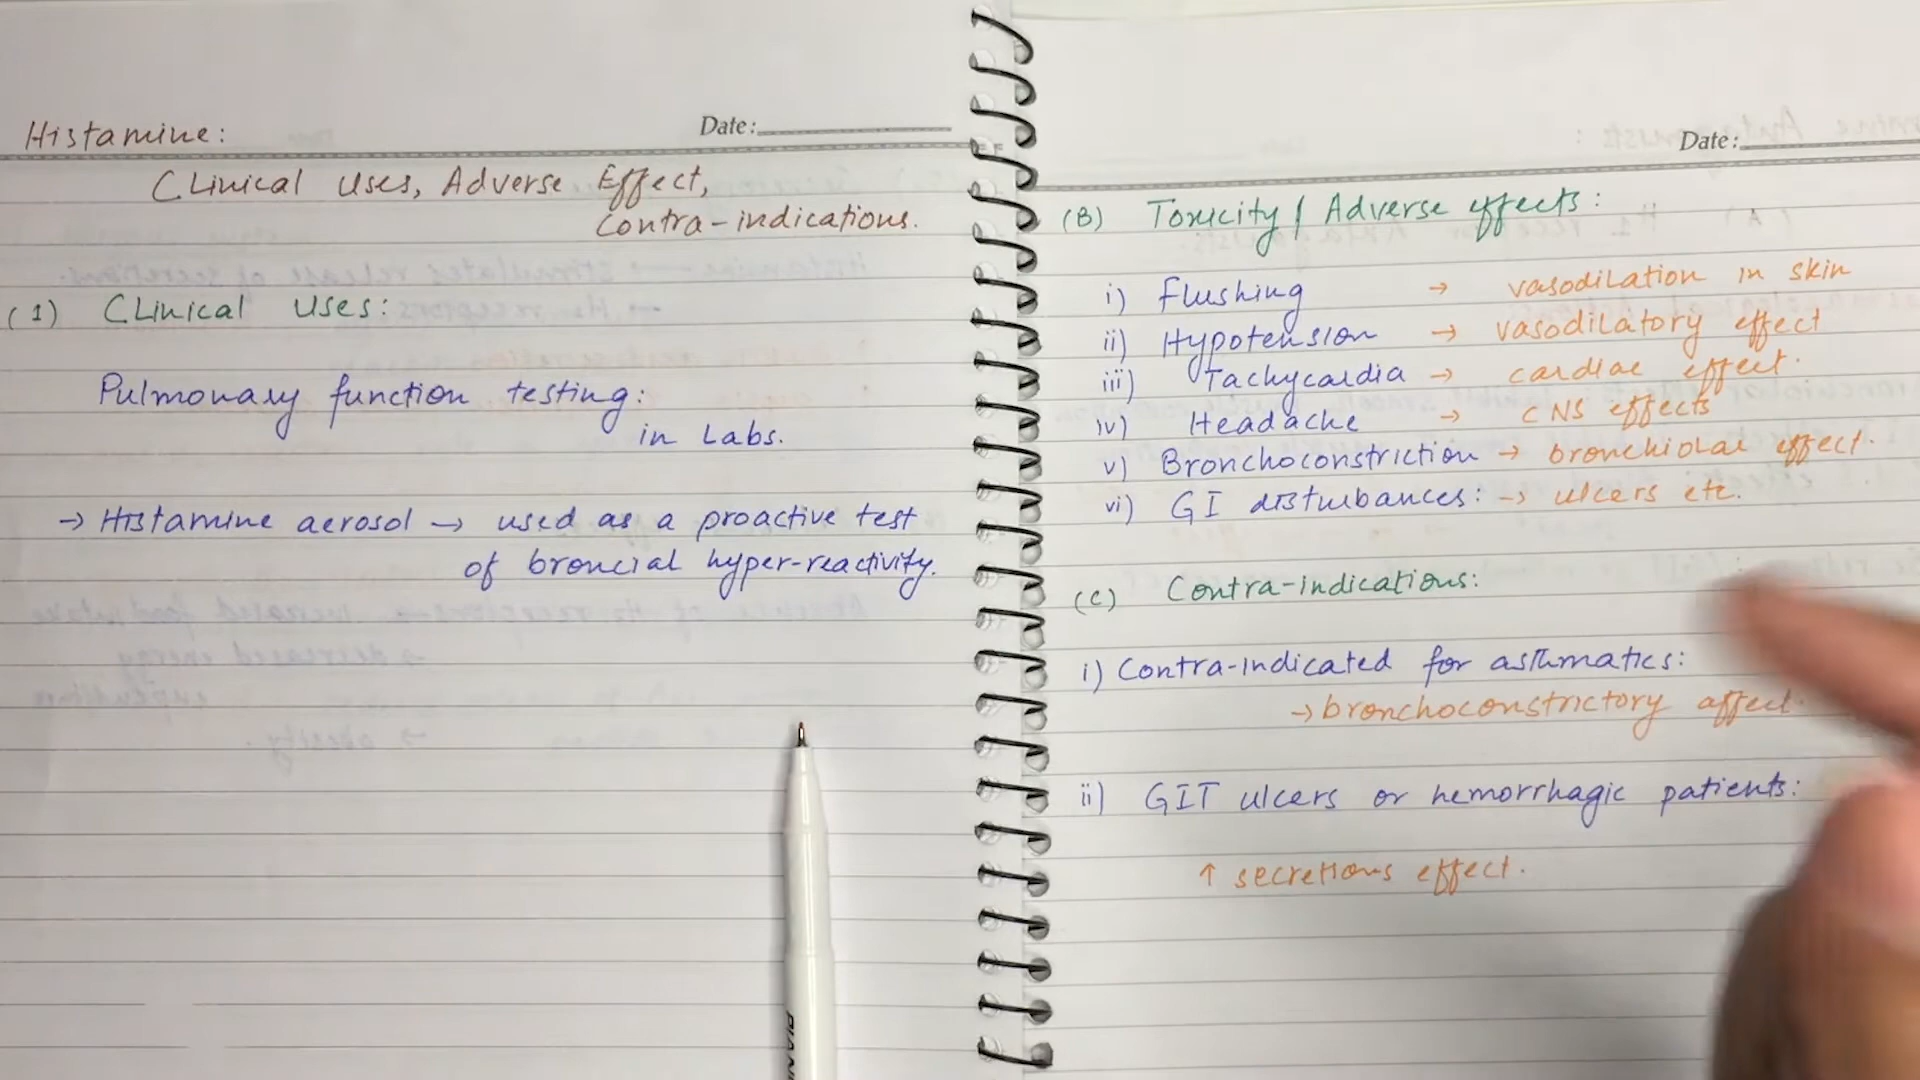 Histamine:
Date:
Clinical Uses, Adverse Effect,
Contra-indications.
(1) Clinical Uses:
Pulmonary function testing:
in Labs.
→ Histamine aerosol → used as a proactive test
of broncial hyper-reactivity.
Date:
(B) Toxicity / Adverse effects:
i) Flushing → vasodilation in skin
ii) Hypotension → vasodilatory effect
iii) Tachycardia → cardiac effect.
iv) Headache → CNS effects
v) Bronchoconstriction → bronchiolar effect.
vi) GI disturbances: → ulcers etc.
(C) Contra-indications:
i) Contra-indicated for asthmatics:
→ bronchoconstrictory affect.
ii) GIT ulcers or hemorrhagic patients:
↑ secretions effect.